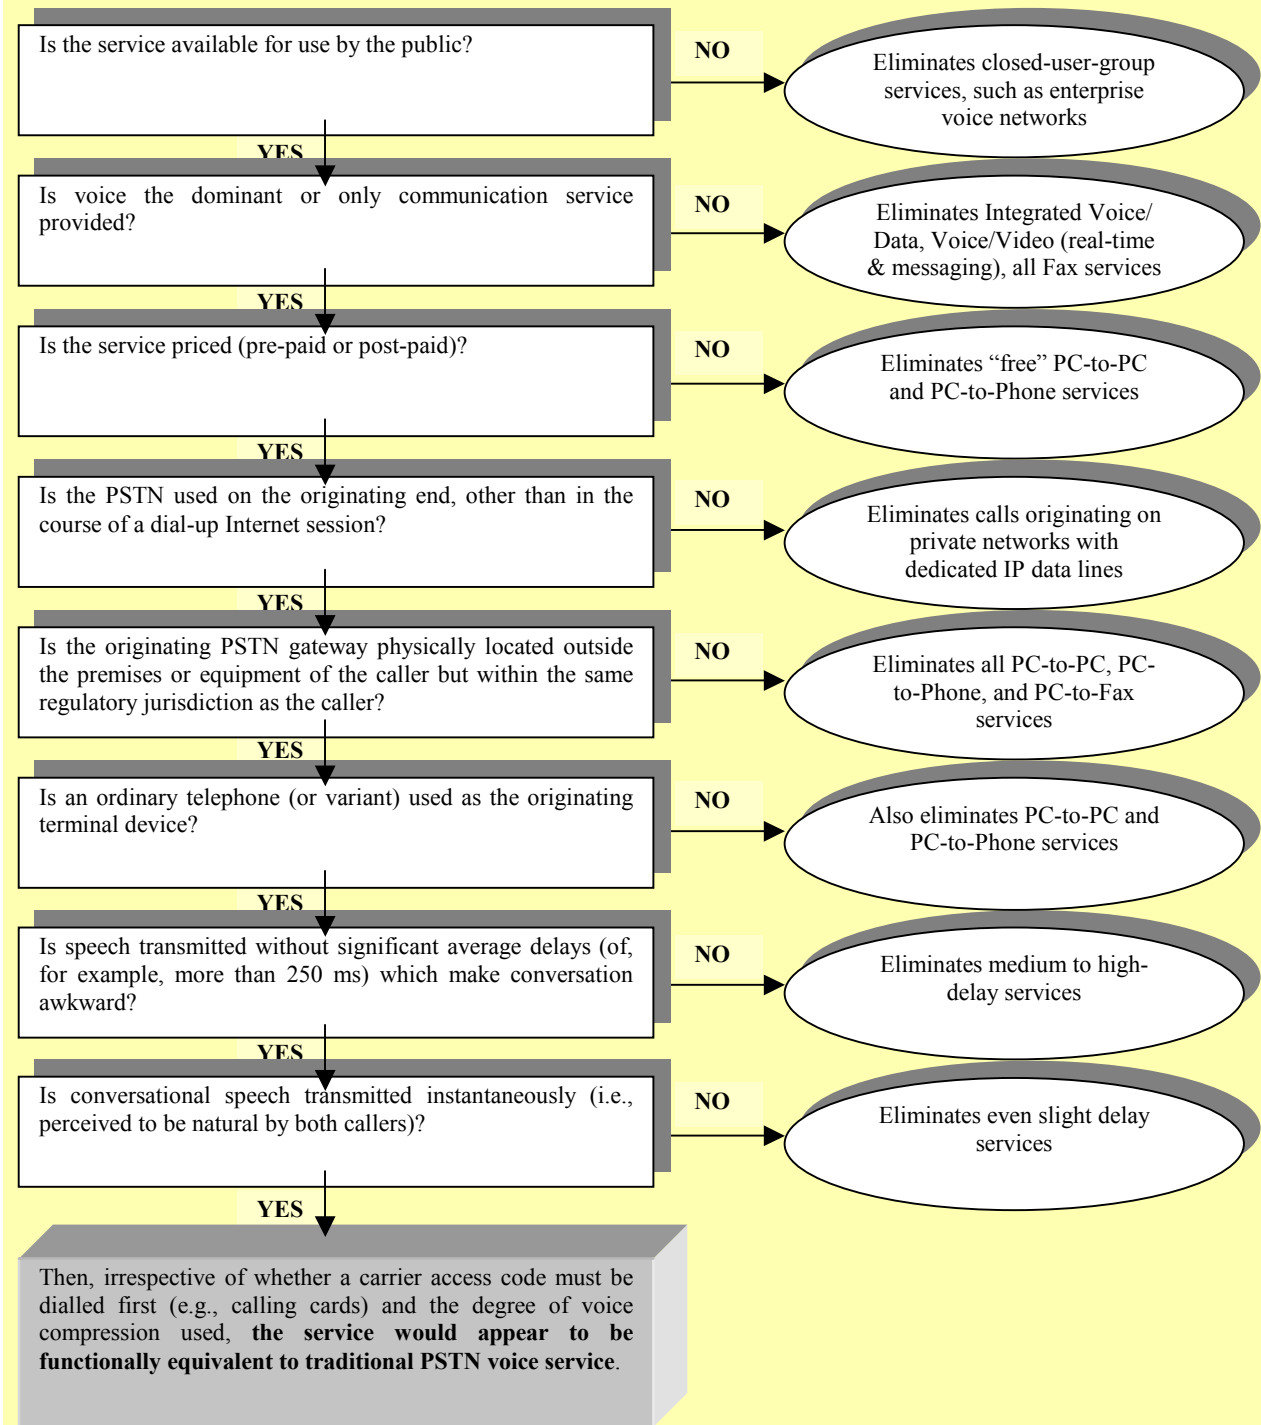 Is the service available for use by the public?
NO
Eliminates closed-user-group
services, such as enterprise
voice networks
YES
Is voice the dominant or only communication service
provided?
NO
Eliminates Integrated Voice/
Data, Voice/Video (real-time
& messaging), all Fax services
YES
Is the service priced (pre-paid or post-paid)?
NO
Eliminates “free” PC-to-PC
and PC-to-Phone services
YES
Is the PSTN used on the originating end, other than in the
course of a dial-up Internet session?
NO
Eliminates calls originating on
private networks with
dedicated IP data lines
YES
Is the originating PSTN gateway physically located outside
the premises or equipment of the caller but within the same
regulatory jurisdiction as the caller?
NO
Eliminates all PC-to-PC, PC-
to-Phone, and PC-to-Fax
services
YES
Is an ordinary telephone (or variant) used as the originating
terminal device?
NO
Also eliminates PC-to-PC and
PC-to-Phone services
YES
Is speech transmitted without significant average delays (of,
for example, more than 250 ms) which make conversation
awkward?
NO
Eliminates medium to high-
delay services
YES
Is conversational speech transmitted instantaneously (i.e.,
perceived to be natural by both callers)?
NO
Eliminates even slight delay
services
YES
Then, irrespective of whether a carrier access code must be
dialled first (e.g., calling cards) and the degree of voice
compression used, the service would appear to be
functionally equivalent to traditional PSTN voice service.